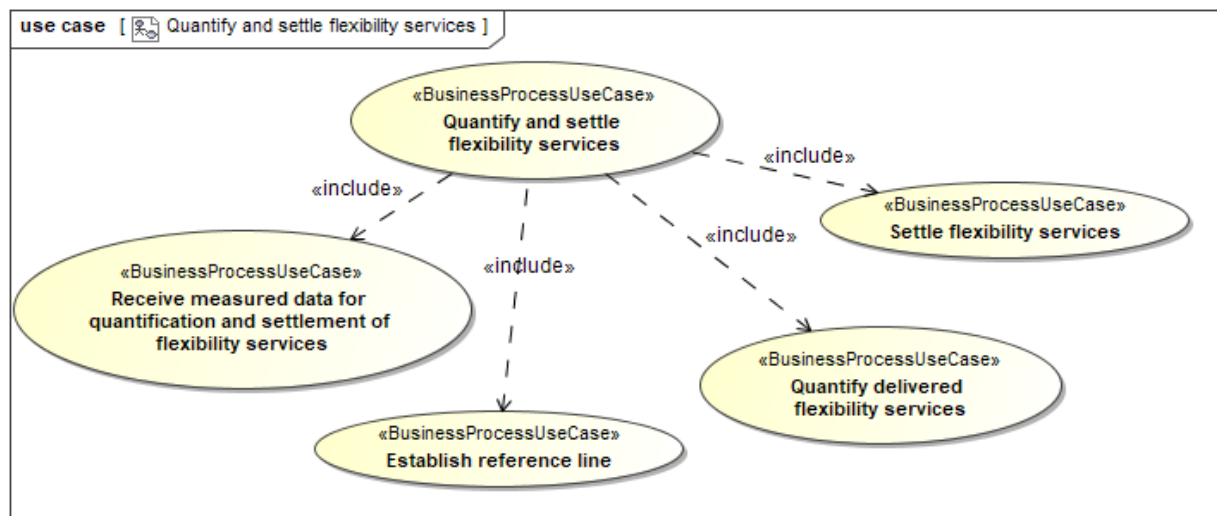 use case [ Quantify and settle flexibility services ]
«BusinessProcessUseCase»
Quantify and settle
flexibility services
«include»
«include»
«include»
«include»
«BusinessProcessUseCase»
Settle flexibility services
«BusinessProcessUseCase»
Receive measured data for
quantification and settlement of
flexibility services
«BusinessProcessUseCase»
Quantify delivered
flexibility services
«BusinessProcessUseCase»
Establish reference line